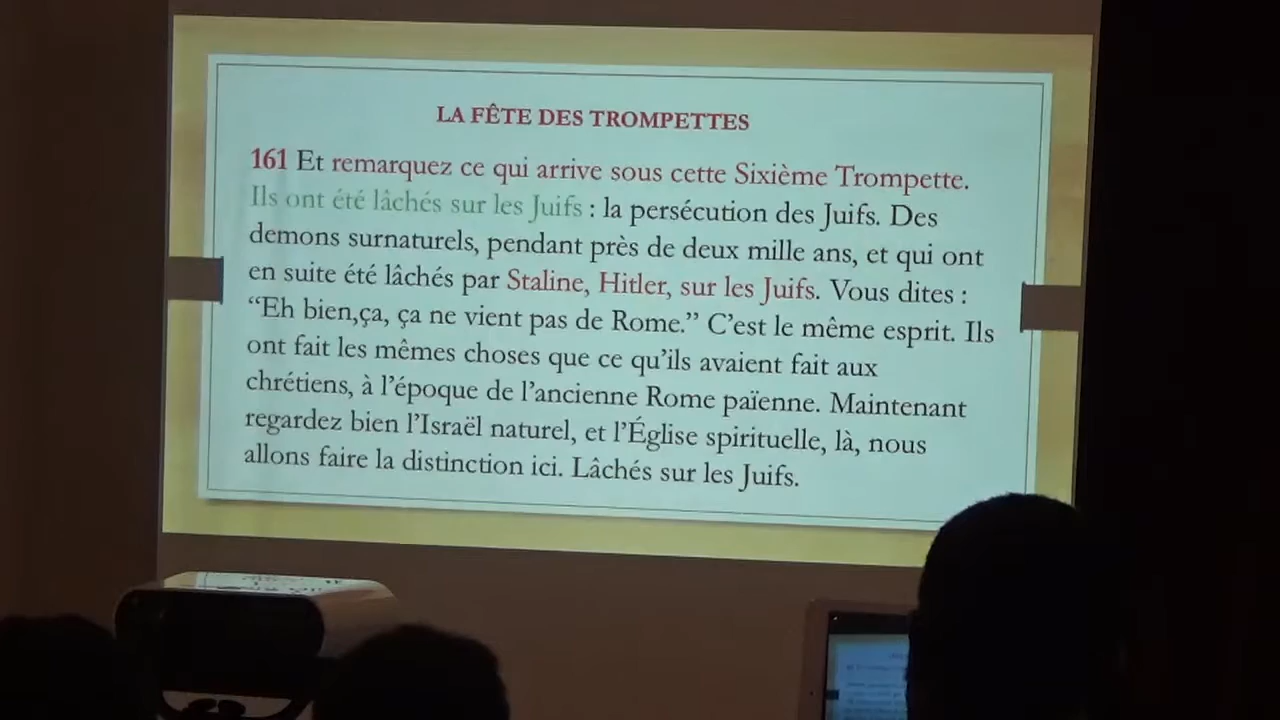 LA FÊTE DES TROMPETTES
161 Et remarquez ce qui arrive sous cette Sixième Trompette.
Ils ont été lâchés sur les Juifs : la persécution des Juifs. Des
demons surnaturels, pendant près de deux mille ans, et qui ont
en suite été lâchés par Staline, Hitler, sur les Juifs. Vous dites :
“Eh bien,ça, ça ne vient pas de Rome.” C’est le même esprit. Ils
ont fait les mêmes choses que ce qu’ils avaient fait aux
chrétiens, à l’époque de l’ancienne Rome païenne. Maintenant
regardez bien l’Israël naturel, et l’Église spirituelle, là, nous
allons faire la distinction ici. Lâchés sur les Juifs.